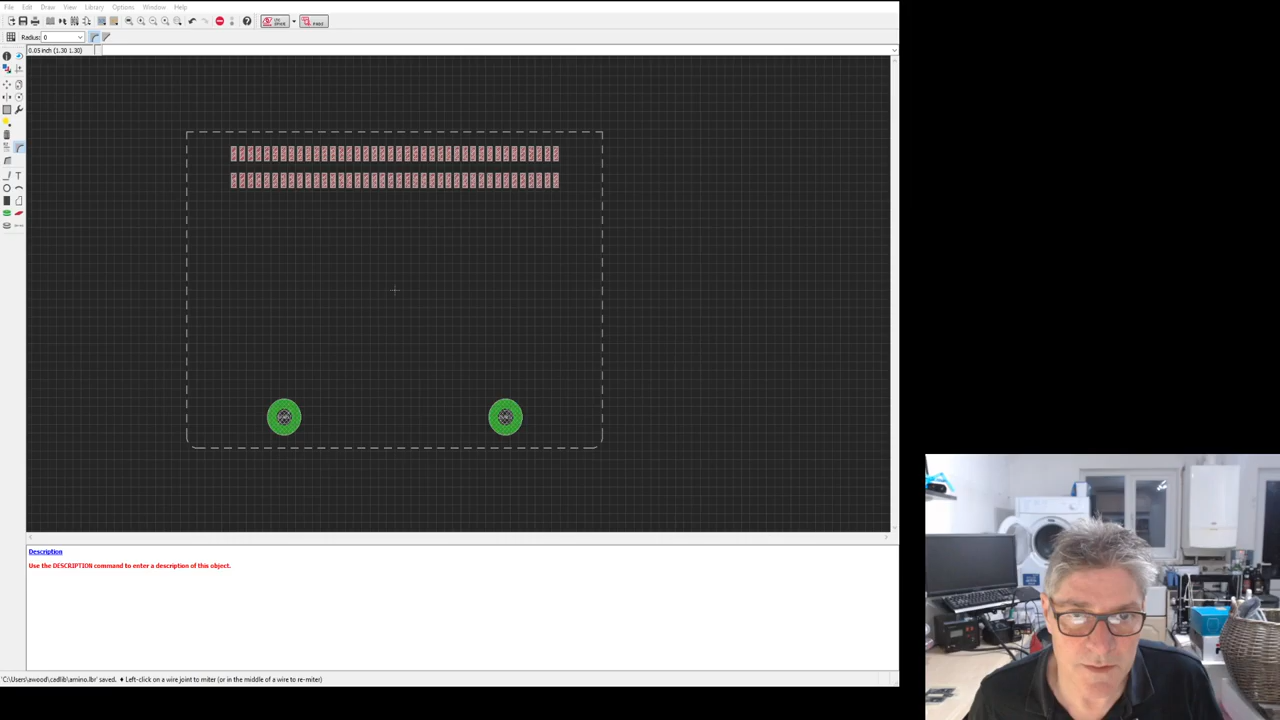 File Edit Draw View Library Options Window Help
Radius: 0
0.05 inch (1.30 1.30)
Description
Use the DESCRIPTION command to enter a description of this object.
'C:\Users\awood\cadlib\amino.lbr' saved. ♦ Left-click on a wire joint to miter (or in the middle of a wire to re-miter)